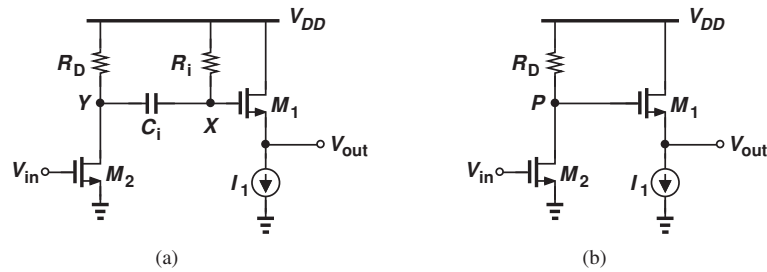 V_DD
R_D
R_i
Y
C_i
X
M_1
V_out
V_in
M_2
I_1
(a)
V_DD
R_D
P
M_1
V_out
V_in
M_2
I_1
(b)